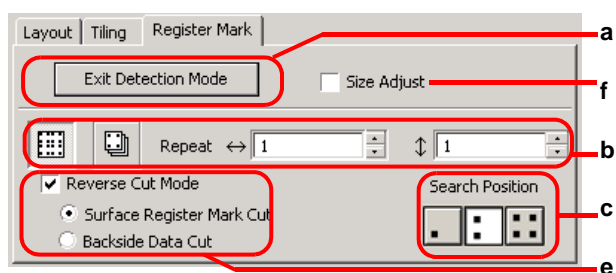 Layout Tiling Register Mark
a
Exit Detection Mode Size Adjust
f
Repeat 1 1
b
Reverse Cut Mode Search Position
Surface Register Mark Cut
c
Backside Data Cut
e